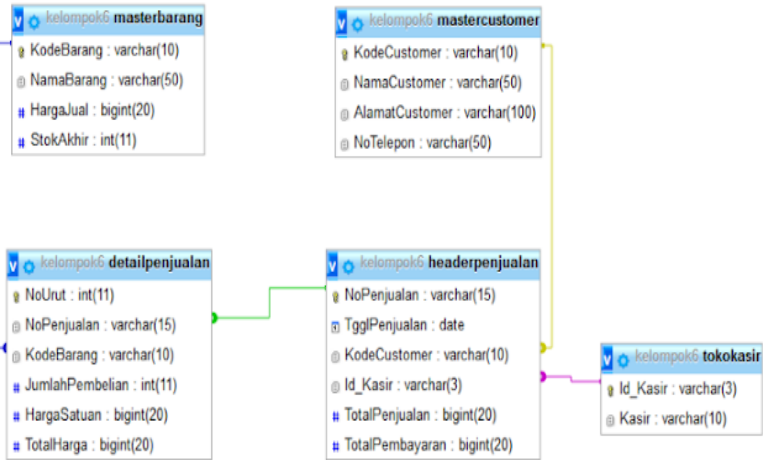 kelompok6 masterbarang
KodeBarang : varchar(10)
NamaBarang : varchar(50)
HargaJual : bigint(20)
StokAkhir : int(11)
kelompok6 mastercustomer
KodeCustomer : varchar(10)
NamaCustomer : varchar(50)
AlamatCustomer : varchar(100)
NoTelepon : varchar(50)
kelompok6 detailpenjualan
NoUrut : int(11)
NoPenjualan : varchar(15)
KodeBarang : varchar(10)
JumlahPembelian : int(11)
HargaSatuan : bigint(20)
TotalHarga : bigint(20)
kelompok6 headerpenjualan
NoPenjualan : varchar(15)
TgglPenjualan : date
KodeCustomer : varchar(10)
Id_Kasir : varchar(3)
TotalPenjualan : bigint(20)
TotalPembayaran : bigint(20)
kelompok6 tokokasir
Id_Kasir : varchar(3)
Kasir : varchar(10)